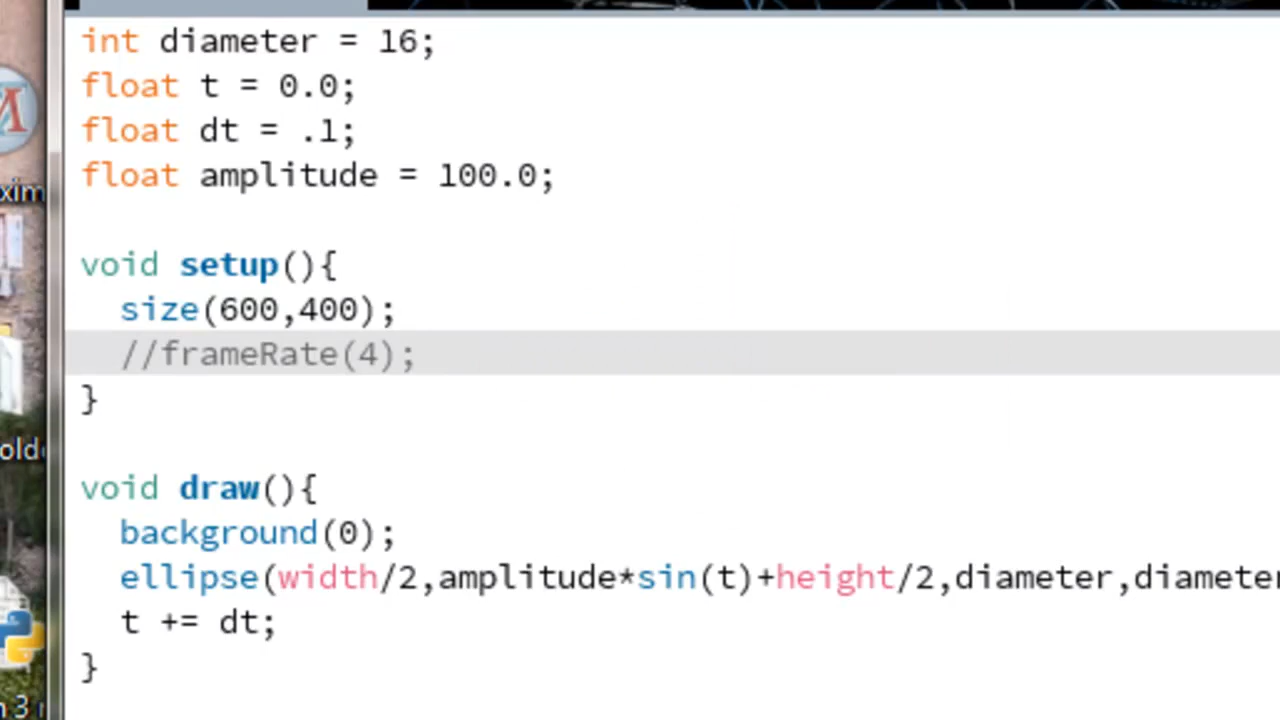 int diameter = 16;
float t = 0.0;
float dt = .1;
float amplitude = 100.0;
void setup(){
size(600,400);
//frameRate(4);
}
void draw(){
background(0);
ellipse(width/2,amplitude*sin(t)+height/2,diameter,diameter
t += dt;
}